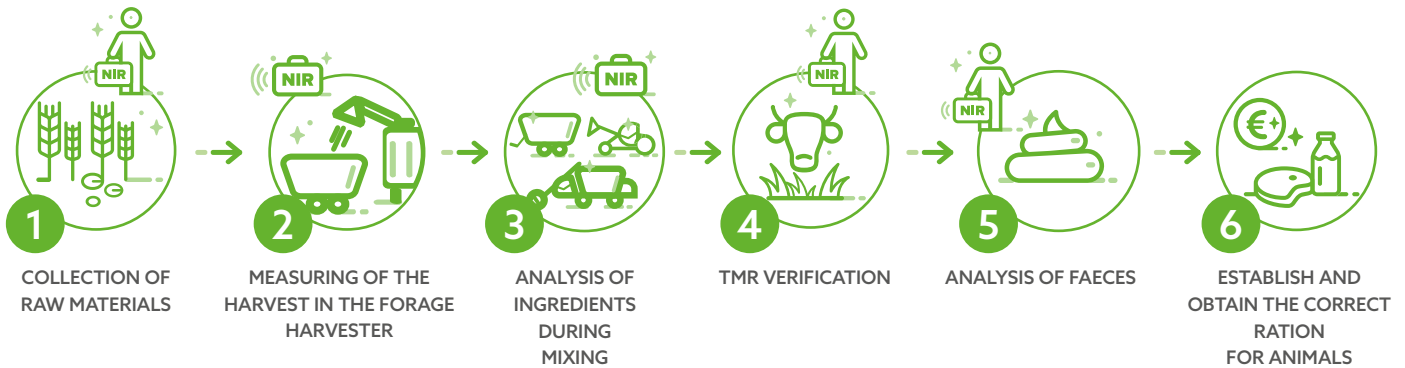 NIR
NIR
NIR
NIR
NIR
€
1
2
3
4
5
6
COLLECTION OF
RAW MATERIALS
MEASURING OF THE
HARVEST IN THE FORAGE
HARVESTER
ANALYSIS OF
INGREDIENTS
DURING
MIXING
TMR VERIFICATION
ANALYSIS OF FAECES
ESTABLISH AND
OBTAIN THE CORRECT
RATION
FOR ANIMALS